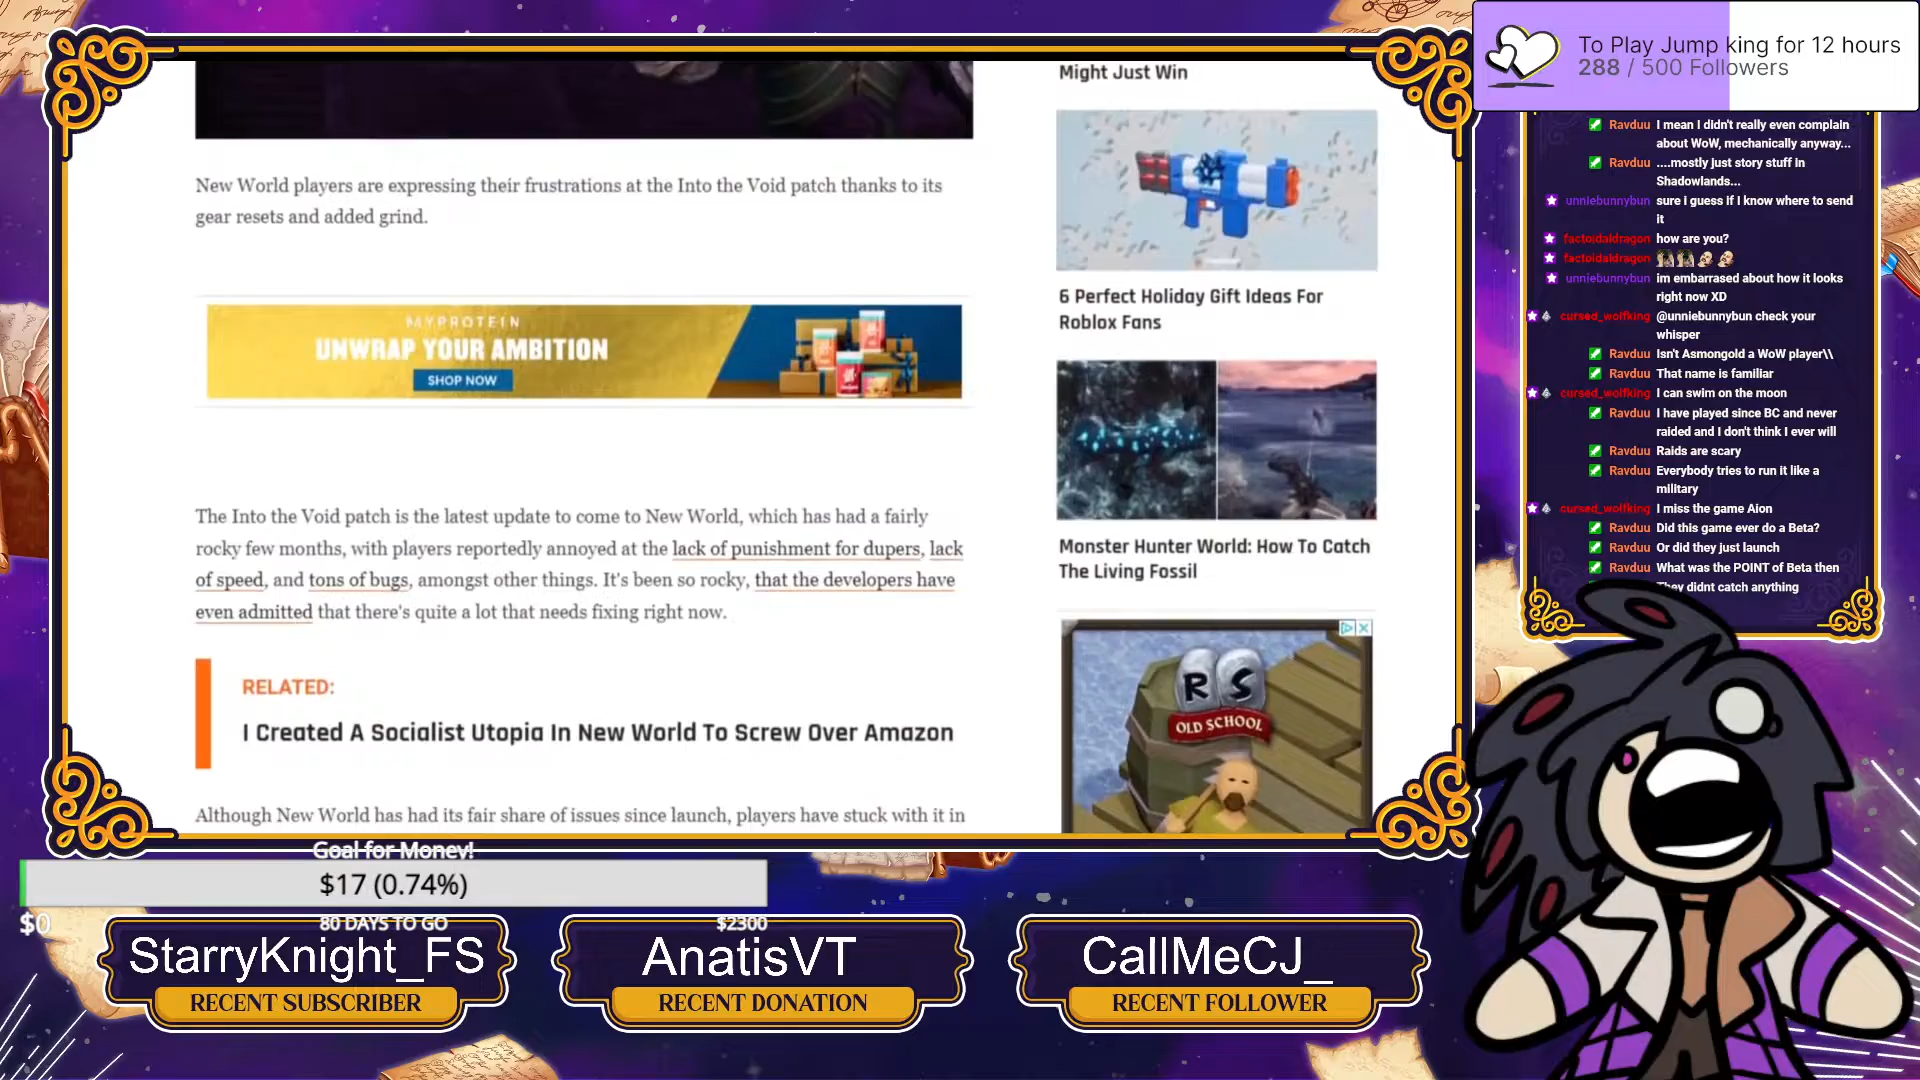 To Play Jump king for 12 hours
288 / 500 Followers
Might Just Win
New World players are expressing their frustrations at the Into the Void patch thanks to its
gear resets and added grind.
MYPROTEIN
UNWRAP YOUR AMBITION
SHOP NOW
6 Perfect Holiday Gift Ideas For
Roblox Fans
The Into the Void patch is the latest update to come to New World, which has had a fairly
rocky few months, with players reportedly annoyed at the lack of punishment for dupers, lack
of speed, and tons of bugs, amongst other things. It's been so rocky, that the developers have
even admitted that there's quite a lot that needs fixing right now.
Monster Hunter World: How To Catch
The Living Fossil
RELATED:
I Created A Socialist Utopia In New World To Screw Over Amazon
RS
OLD SCHOOL
Although New World has had its fair share of issues since launch, players have stuck with it in
Ravduu I mean I didn't really even complain
about WoW, mechanically anyway...
Ravduu ....mostly just story stuff in
Shadowlands...
unniebunnybun sure i guess if I know where to send
it
factoidaldragon how are you?
factoidaldragon
unniebunnybun im embarrased about how it looks
right now XD
cursed_wolfking @unniebunnybun check your
whisper
Ravduu Isn't Asmongold a WoW player\\
Ravduu That name is familiar
cursed_wolfking I can swim on the moon
Ravduu I have played since BC and never
raided and I don't think I ever will
Ravduu Raids are scary
Ravduu Everybody tries to run it like a
military
cursed_wolfking I miss the game Aion
Ravduu Did this game ever do a Beta?
Ravduu Or did they just launch
Ravduu What was the POINT of Beta then
They didnt catch anything
Goal for Money!
$17 (0.74%)
$0
80 DAYS TO GO
$2300
StarryKnight_FS
RECENT SUBSCRIBER
AnatisVT
RECENT DONATION
CallMeCJ_
RECENT FOLLOWER